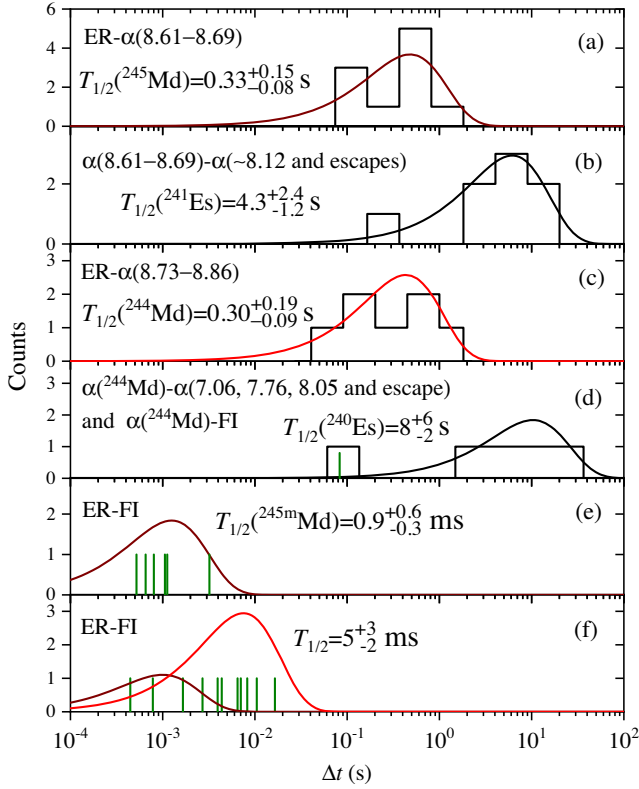 6
4
2
0
ER-α(8.61–8.69)
(a)
T₁/₂(²⁴⁵Md)=0.33⁺⁰·¹⁵₋₀.₀₈ s
2
0
α(8.61–8.69)-α(~8.12 and escapes)
(b)
T₁/₂(²⁴¹Es)=4.3⁺²·⁴₋₁.₂ s
3
2
1
0
ER-α(8.73–8.86)
(c)
T₁/₂(²⁴⁴Md)=0.30⁺⁰·¹⁹₋₀.₀₉ s
3
2
1
0
α(²⁴⁴Md)-α(7.06, 7.76, 8.05 and escape)
(d)
and α(²⁴⁴Md)-FI
T₁/₂(²⁴⁰Es)=8⁺⁶₋₂ s
2
1
0
ER-FI
(e)
T₁/₂(²⁴⁵ᵐMd)=0.9⁺⁰·⁶₋₀.₃ ms
3
2
1
0
ER-FI
(f)
T₁/₂=5⁺³₋₂ ms
Counts
10⁻⁴ 10⁻³ 10⁻² 10⁻¹ 10⁰ 10¹ 10²
Δt (s)